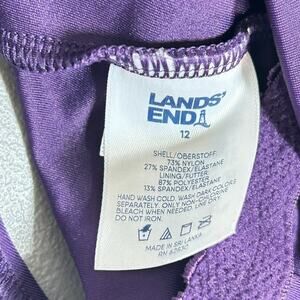 LANDS'
END
12
SHELL/OBERSTOFF:
73% NYLON
27% SPANDEX/ELASTANE
LINING/FUTTER:
87% POLYESTER
13% SPANDEX/ELASTANE
HAND WASH COLD. WASH DARK COLORS
SEPARATELY. ONLY NON-CHLORINE
BLEACH WHEN NEEDED. LINE DRY.
DO NOT IRON.
MADE IN SRI LANKA